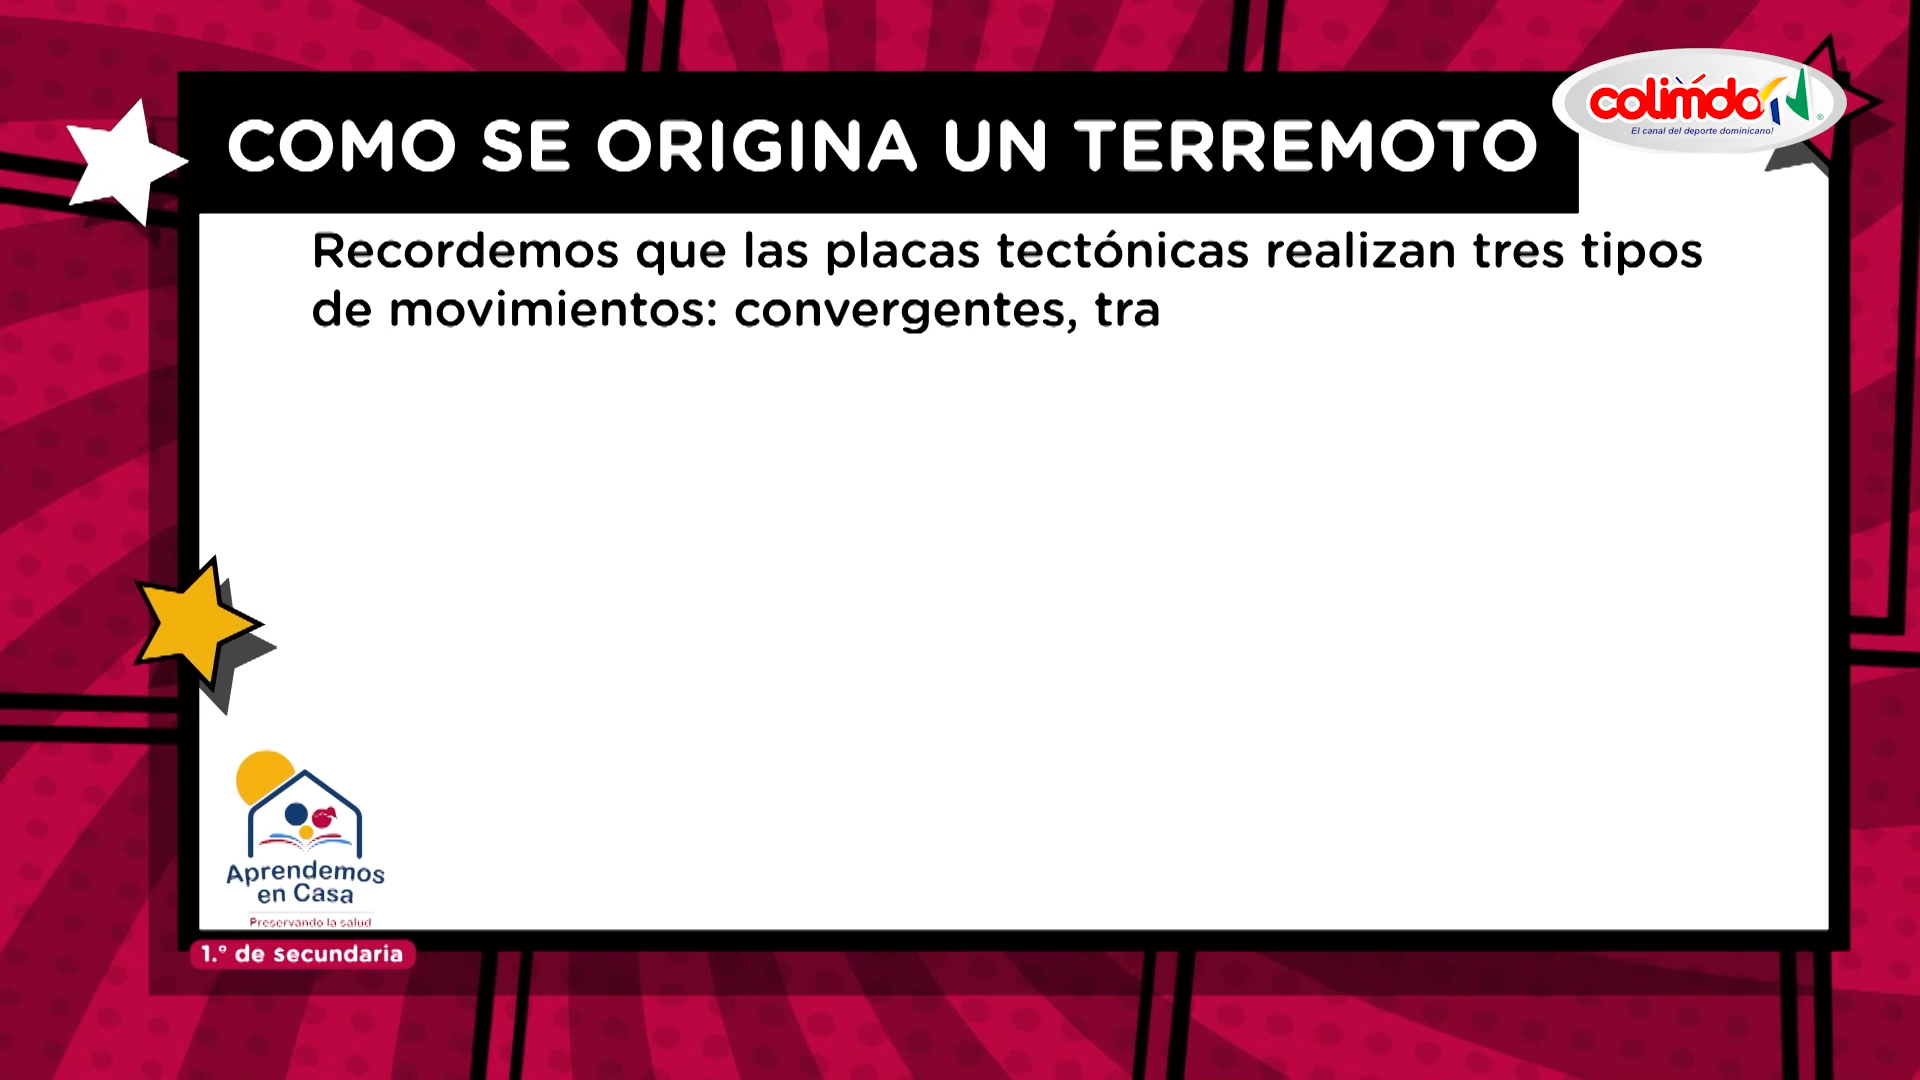 COMO SE ORIGINA UN TERREMOTO
colimdo
El canal del deporte dominicano!
Recordemos que las placas tectónicas realizan tres tipos
de movimientos: convergentes, tra
Aprendemos
en Casa
Preservando la salud
1.º de secundaria